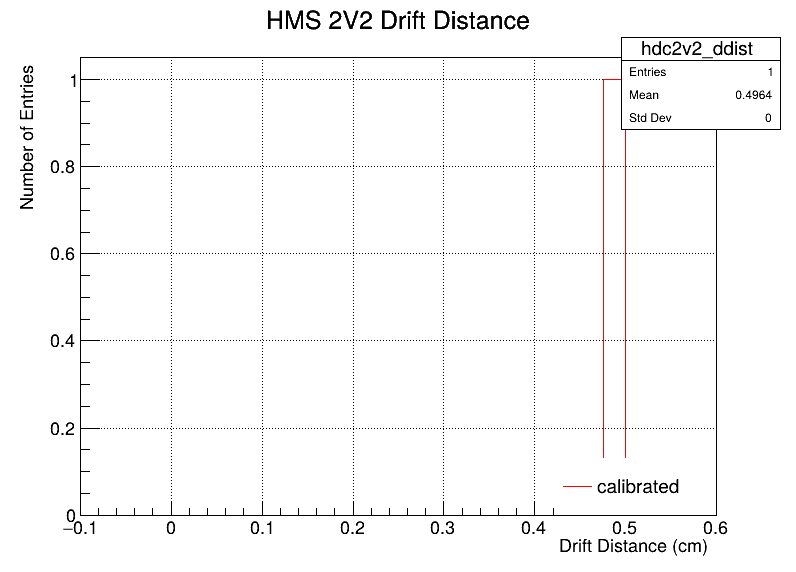 HMS 2V2 Drift Distance
hdc2v2_ddist
Entries 1
Mean 0.4964
Std Dev 0
Number of Entries
1
0.8
0.6
0.4
0.2
0
calibrated
−0.1 0 0.1 0.2 0.3 0.4 0.5 0.6
Drift Distance (cm)